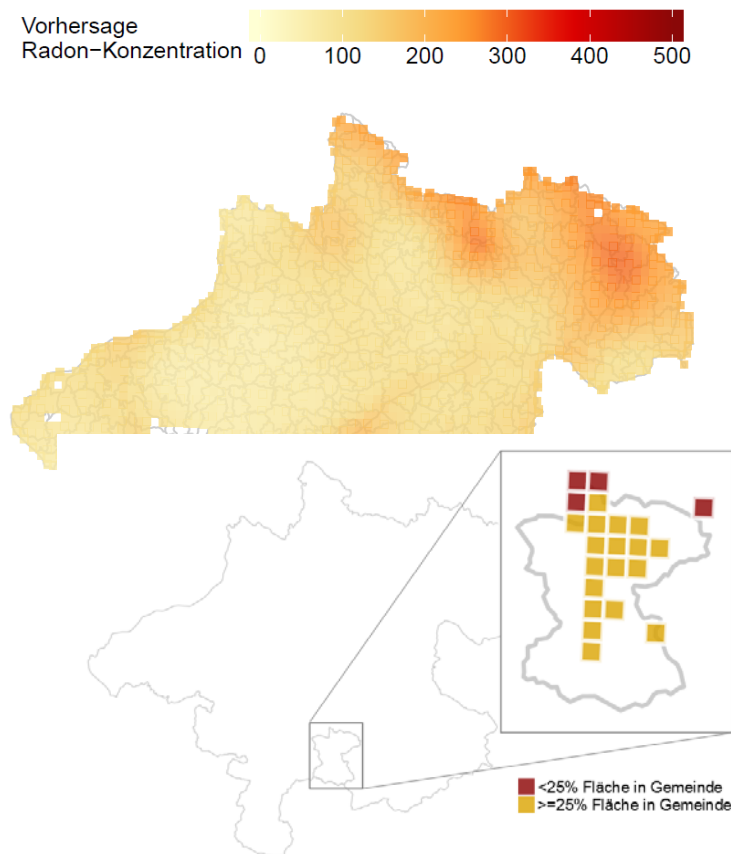 Vorhersage
Radon−Konzentration
0 100 200 300 400 500
<25% Fläche in Gemeinde
>=25% Fläche in Gemeinde